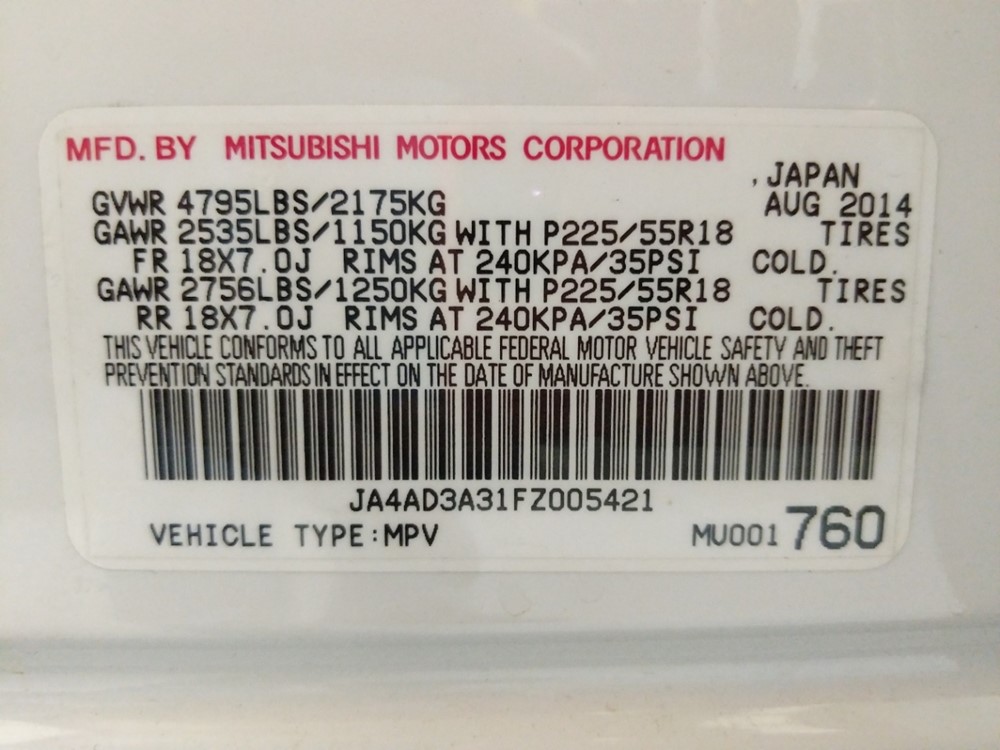 MFD. BY MITSUBISHI MOTORS CORPORATION
, JAPAN
GVWR 4795LBS/2175KG AUG 2014
GAWR 2535LBS/1150KG WITH P225/55R18 TIRES
FR 18X7.0J RIMS AT 240KPA/35PSI COLD.
GAWR 2756LBS/1250KG WITH P225/55R18 TIRES
RR 18X7.0J RIMS AT 240KPA/35PSI COLD.
THIS VEHICLE CONFORMS TO ALL APPLICABLE FEDERAL MOTOR VEHICLE SAFETY AND THEFT
PREVENTION STANDARDS IN EFFECT ON THE DATE OF MANUFACTURE SHOWN ABOVE.
JA4AD3A31FZ005421
VEHICLE TYPE:MPV MU001760